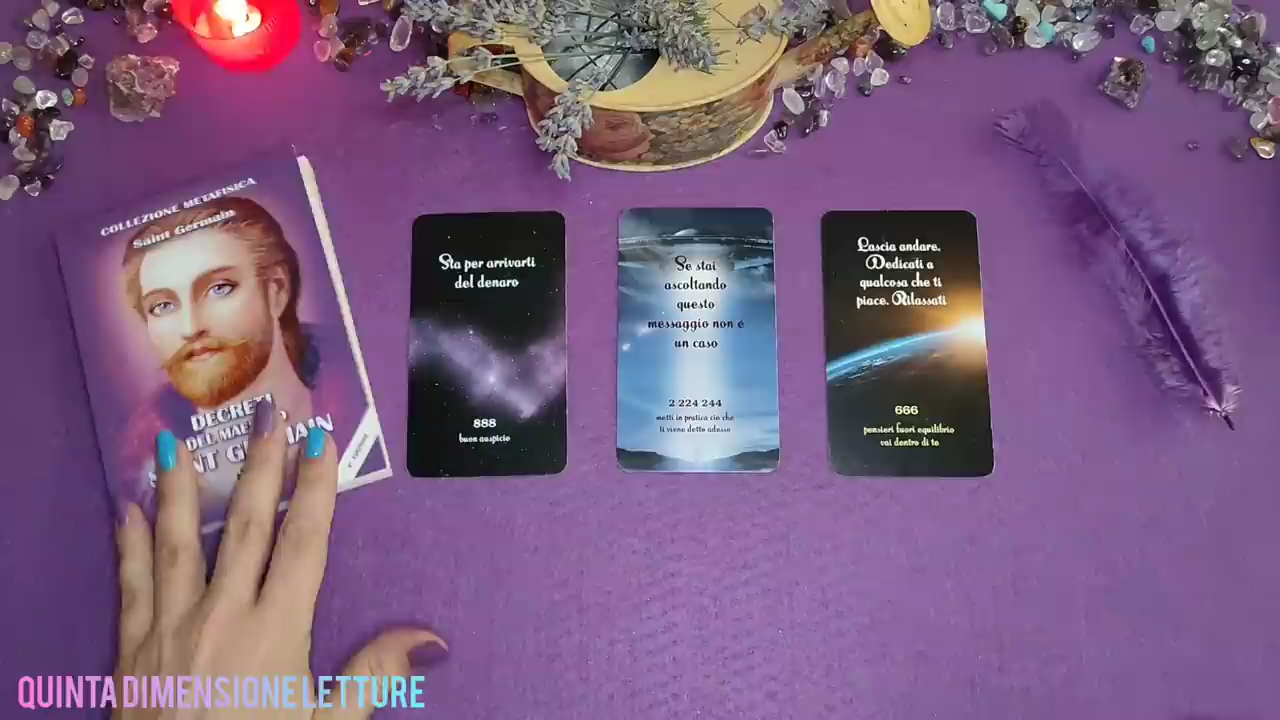 COLLEZIONE METAFISICA
Saint Germain
DECRETI
DEL
SAINT GERMAIN
Sta per arrivarti
del denaro
888
buon auspicio
Se stai
ascoltando
questo
messaggio non è
un caso
2 224 244
metti in pratica ciò che
ti viene detto adesso
Lascia andare.
Dedicati a
qualcosa che ti
piace. Rilassati
666
pensieri fuori equilibrio
vai dentro di te
QUINTA DIMENSIONE LETTURE